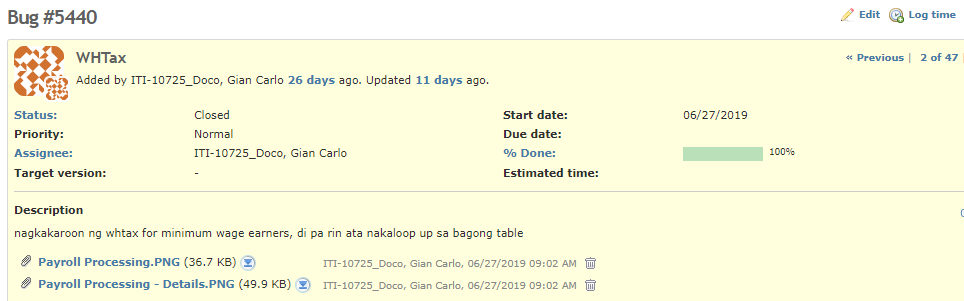 Bug #5440
Edit Log time
WHTax
« Previous | 2 of 47 |
Added by ITI-10725_Doco, Gian Carlo 26 days ago. Updated 11 days ago.
Status: Closed Start date: 06/27/2019
Priority: Normal Due date:
Assignee: ITI-10725_Doco, Gian Carlo % Done: 100%
Target version: - Estimated time:
Description
nagkakaroon ng whtax for minimum wage earners, di pa rin ata nakaloop up sa bagong table
Payroll Processing.PNG (36.7 KB) ITI-10725_Doco, Gian Carlo, 06/27/2019 09:02 AM
Payroll Processing - Details.PNG (49.9 KB) ITI-10725_Doco, Gian Carlo, 06/27/2019 09:02 AM